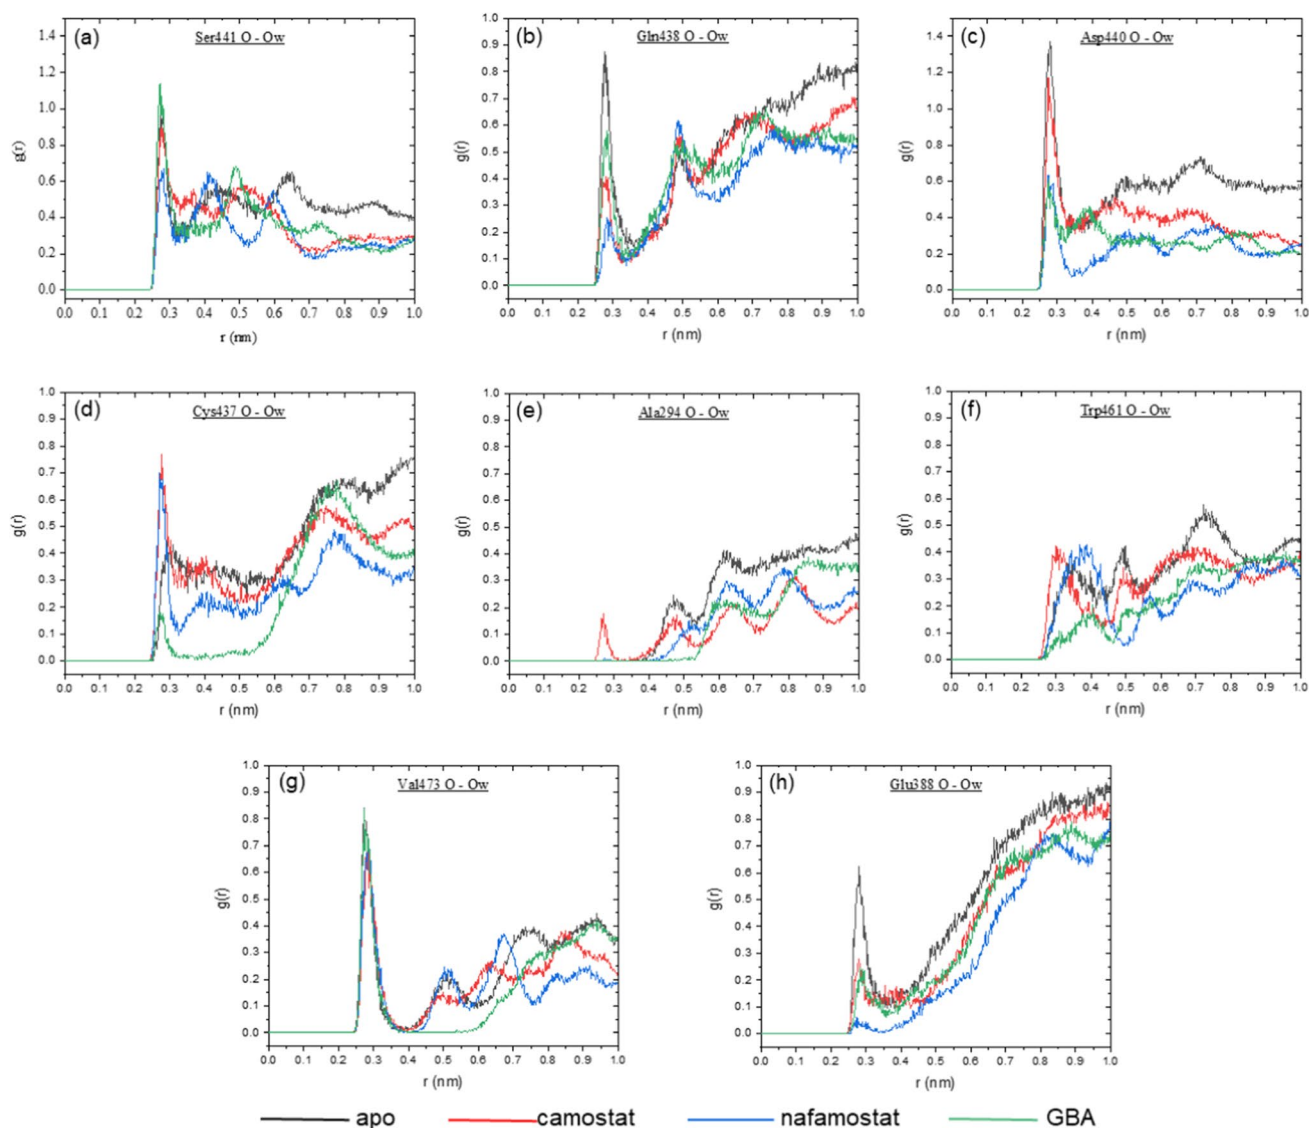 (a) Ser441 O - Ow
g(r)
1.4
1.2
1.0
0.8
0.6
0.4
0.2
0.0
0.0 0.1 0.2 0.3 0.4 0.5 0.6 0.7 0.8 0.9 1.0
r (nm)
(b) Gln438 O - Ow
g(r)
1.0
0.9
0.8
0.7
0.6
0.5
0.4
0.3
0.2
0.1
0.0
0.0 0.1 0.2 0.3 0.4 0.5 0.6 0.7 0.8 0.9 1.0
r (nm)
(c) Asp440 O - Ow
g(r)
1.4
1.2
1.0
0.8
0.6
0.4
0.2
0.0
0.0 0.1 0.2 0.3 0.4 0.5 0.6 0.7 0.8 0.9 1.0
r (nm)
(d) Cys437 O - Ow
g(r)
1.0
0.9
0.8
0.7
0.6
0.5
0.4
0.3
0.2
0.1
0.0
0.0 0.1 0.2 0.3 0.4 0.5 0.6 0.7 0.8 0.9 1.0
r (nm)
(e) Ala294 O - Ow
g(r)
1.0
0.9
0.8
0.7
0.6
0.5
0.4
0.3
0.2
0.1
0.0
0.0 0.1 0.2 0.3 0.4 0.5 0.6 0.7 0.8 0.9 1.0
r (nm)
(f) Trp461 O - Ow
g(r)
1.0
0.9
0.8
0.7
0.6
0.5
0.4
0.3
0.2
0.1
0.0
0.0 0.1 0.2 0.3 0.4 0.5 0.6 0.7 0.8 0.9 1.0
r (nm)
(g) Val473 O - Ow
g(r)
1.0
0.9
0.8
0.7
0.6
0.5
0.4
0.3
0.2
0.1
0.0
0.0 0.1 0.2 0.3 0.4 0.5 0.6 0.7 0.8 0.9 1.0
r (nm)
(h) Glu388 O - Ow
g(r)
1.0
0.9
0.8
0.7
0.6
0.5
0.4
0.3
0.2
0.1
0.0
0.0 0.1 0.2 0.3 0.4 0.5 0.6 0.7 0.8 0.9 1.0
r (nm)
apo camostat nafamostat GBA